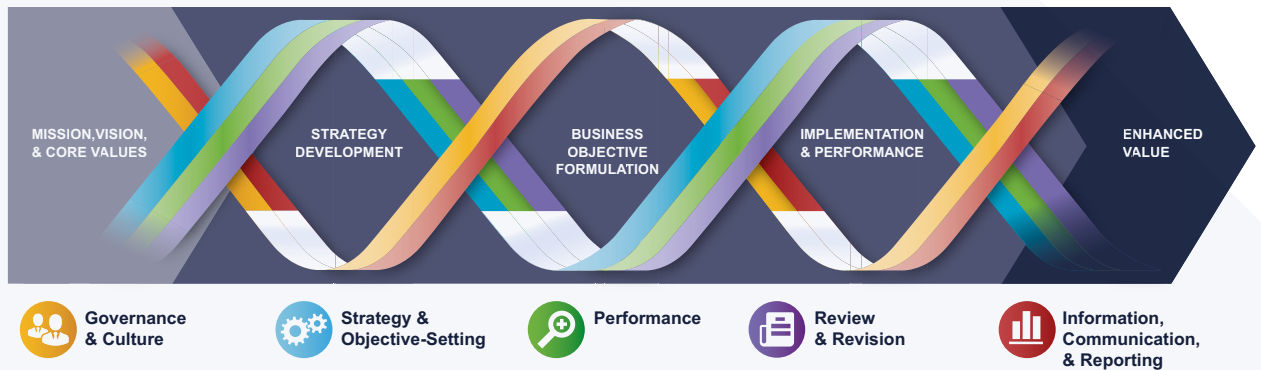 MISSION,VISION,
& CORE VALUES
STRATEGY
DEVELOPMENT
BUSINESS
OBJECTIVE
FORMULATION
IMPLEMENTATION
& PERFORMANCE
ENHANCED
VALUE
Governance
& Culture
Strategy &
Objective-Setting
Performance
Review
& Revision
Information,
Communication,
& Reporting